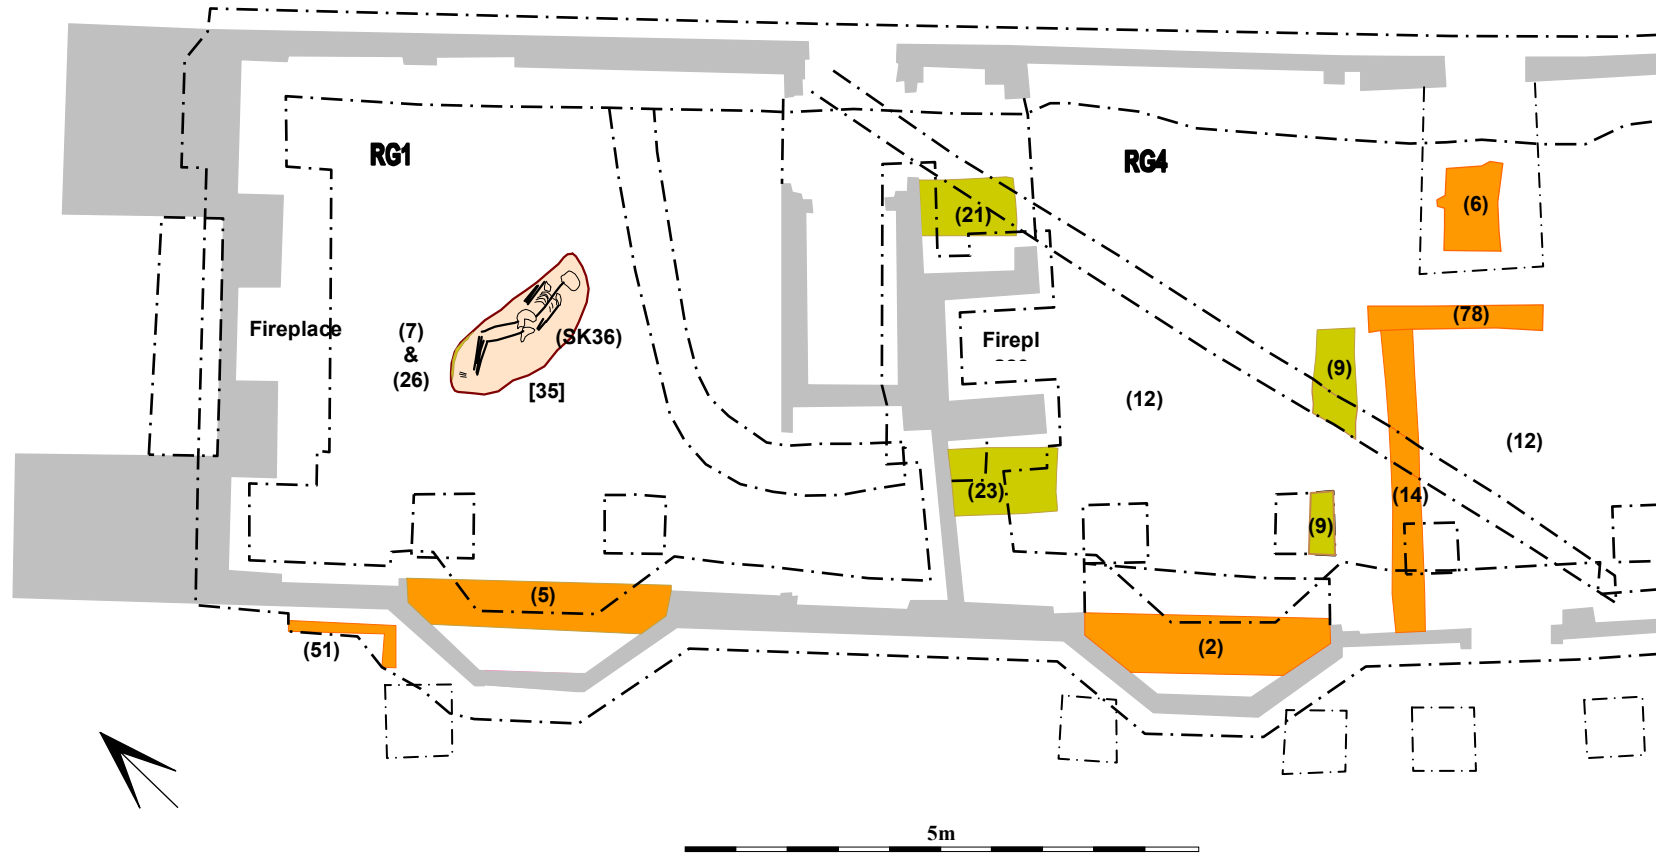 RG1
RG4
(21)
(6)
(78)
Fireplace
(7)
&
(26)
(SK36)
[35]
Firepl
(9)
(12)
(12)
(23)
(14)
(9)
(5)
(51)
(2)
5m